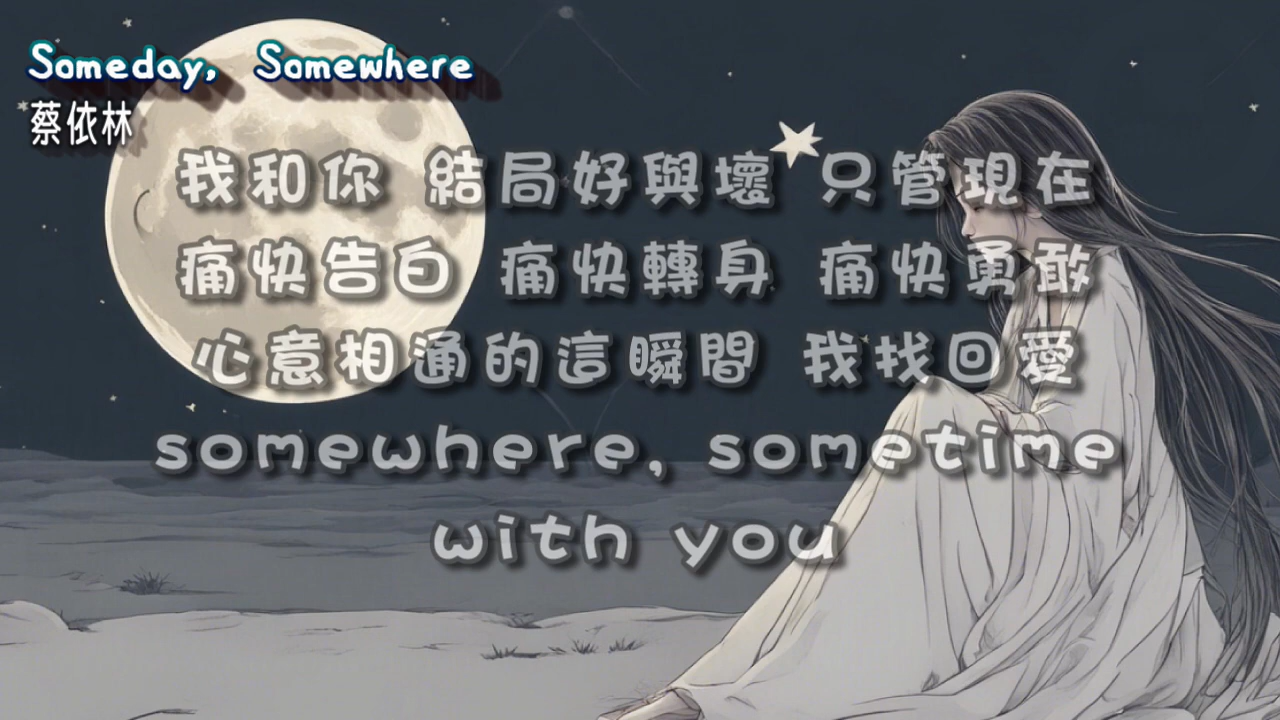 Someday, Somewhere
蔡依林
我和你 結局好與壞 只管現在
痛快告白 痛快轉身 痛快勇敢
心意相通的這瞬間 我找回愛
somewhere, sometime
with you